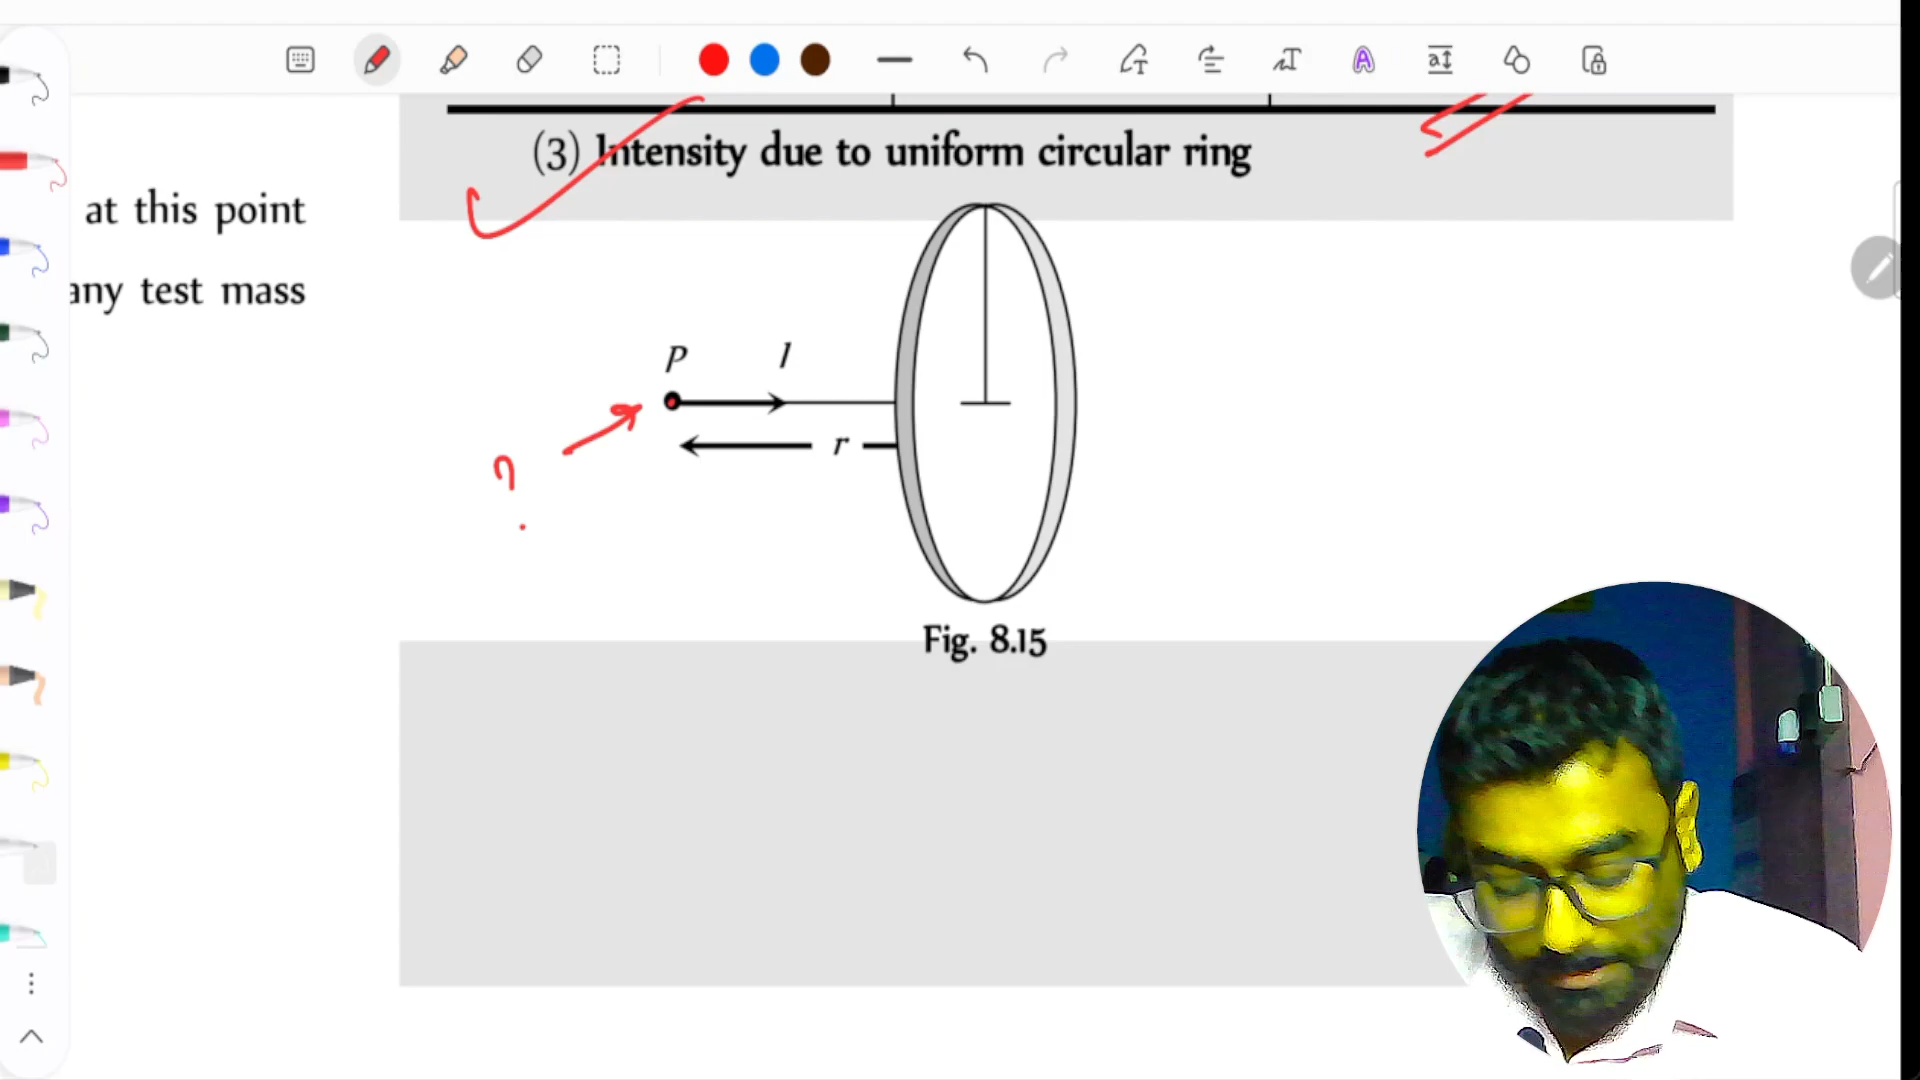 (3) Intensity due to uniform circular ring
at this point
any test mass
P I
r
?
Fig. 8.15